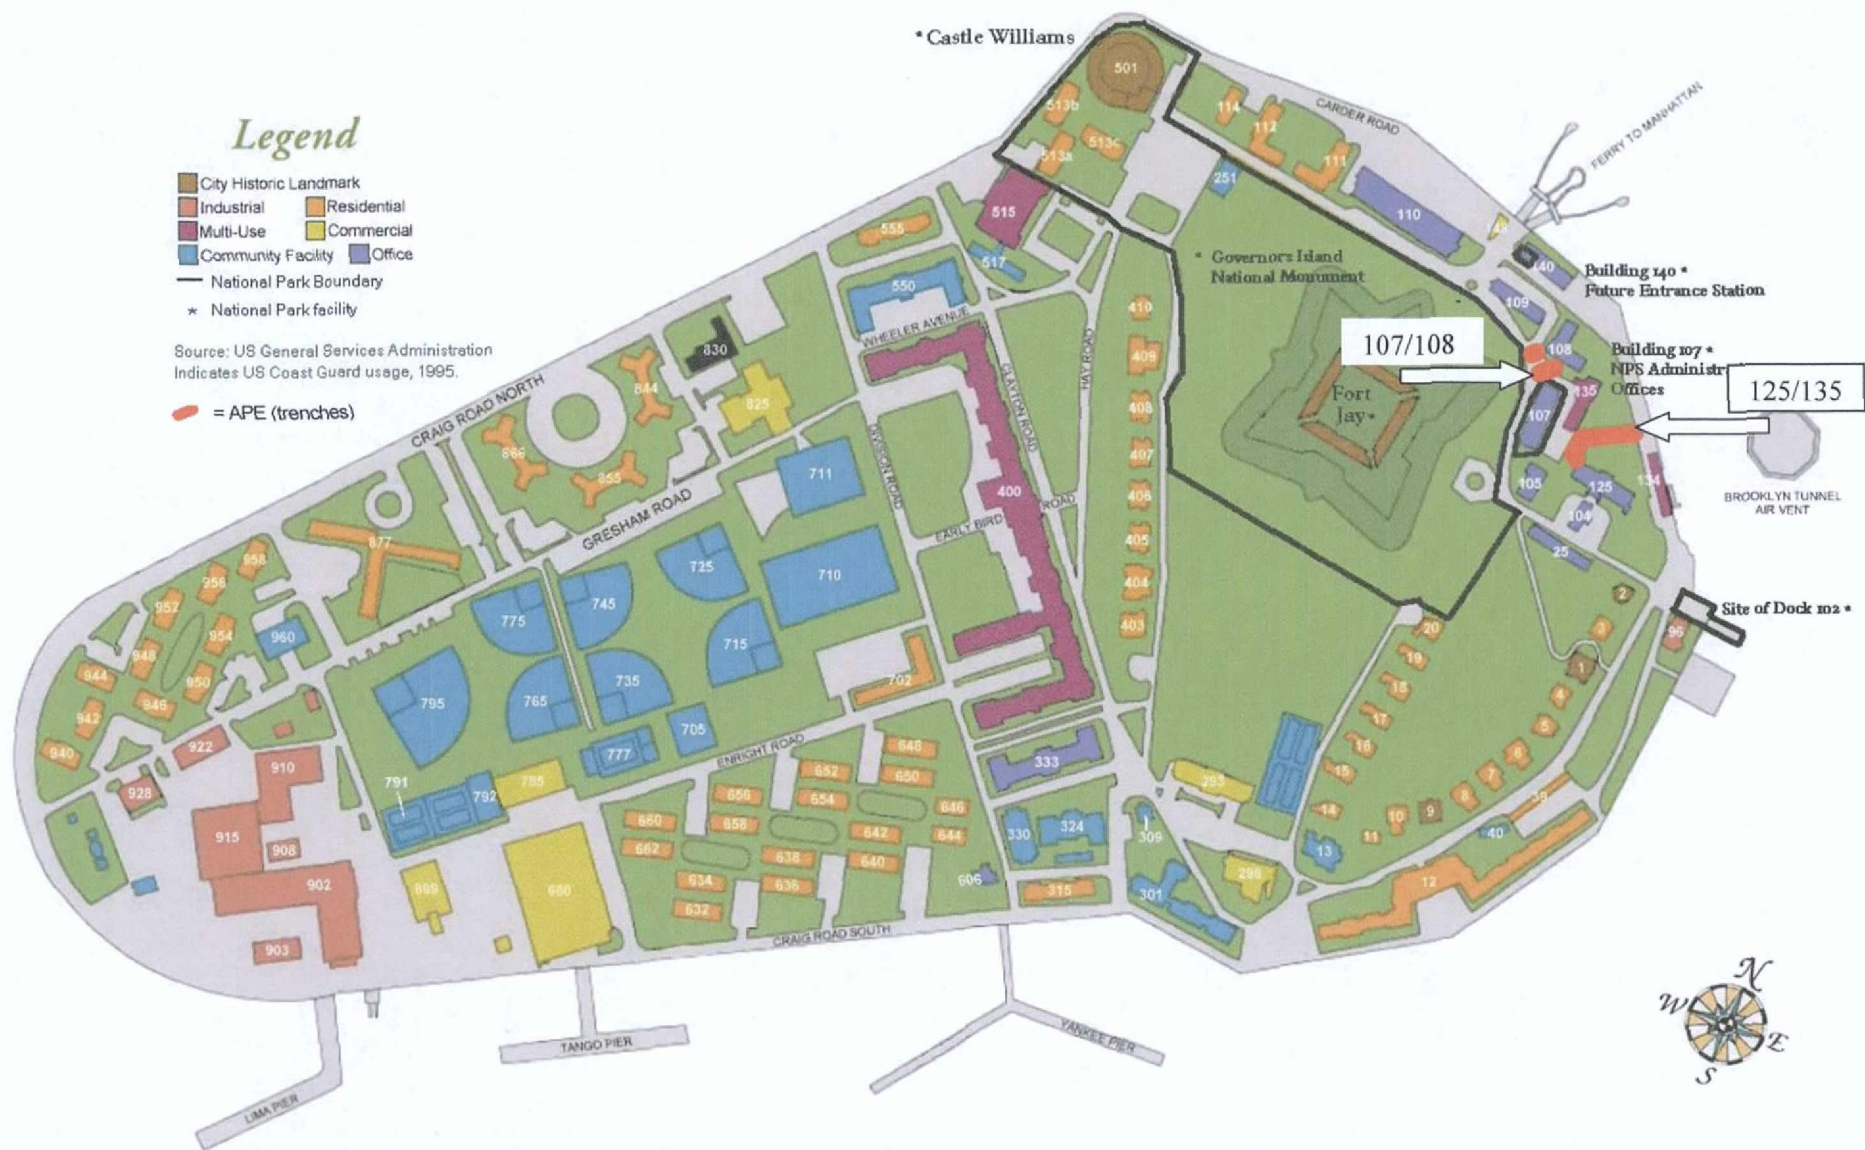 * Castle Williams
Legend
City Historic Landmark
Industrial
Residential
Multi-Use
Commercial
Community Facility
Office
National Park Boundary
* National Park facility
Source: US General Services Administration
Indicates US Coast Guard usage, 1995.
= APE (trenches)
501
513b
513c
513a
114
112
111
CARDER ROAD
FERRY TO MANHATTAN
251
110
515
517
555
550
* Governors Island
National Monument
140
Building 140 *
Future Entrance Station
109
108
107/108
Building 107 *
NPS Administr
Offices
135
125/135
107
Fort
Jay *
105
125
134
104
25
BROOKLYN TUNNEL
AIR VENT
WHEELER AVENUE
CLAYTON ROAD
HAY ROAD
DIVISION ROAD
EARLY BIRD ROAD
400
410
409
408
407
406
405
404
403
830
844
825
866
855
711
CRAIG ROAD NORTH
GRESHAM ROAD
877
725
710
745
775
715
735
765
795
705
777
702
958
956
952
954
960
948
944
950
946
942
940
922
928
910
915
908
902
903
791
792
785
ENRIGHT ROAD
648
652
650
656
654
646
660
658
642
644
662
638
640
634
636
632
606
333
330
324
315
309
301
293
298
2
3
1
4
5
6
7
8
9
10
11
12
13
14
15
16
17
18
19
20
40
96
Site of Dock 102 *
CRAIG ROAD SOUTH
LIMA PIER
TANGO PIER
YANKEE PIER
N
W
E
S